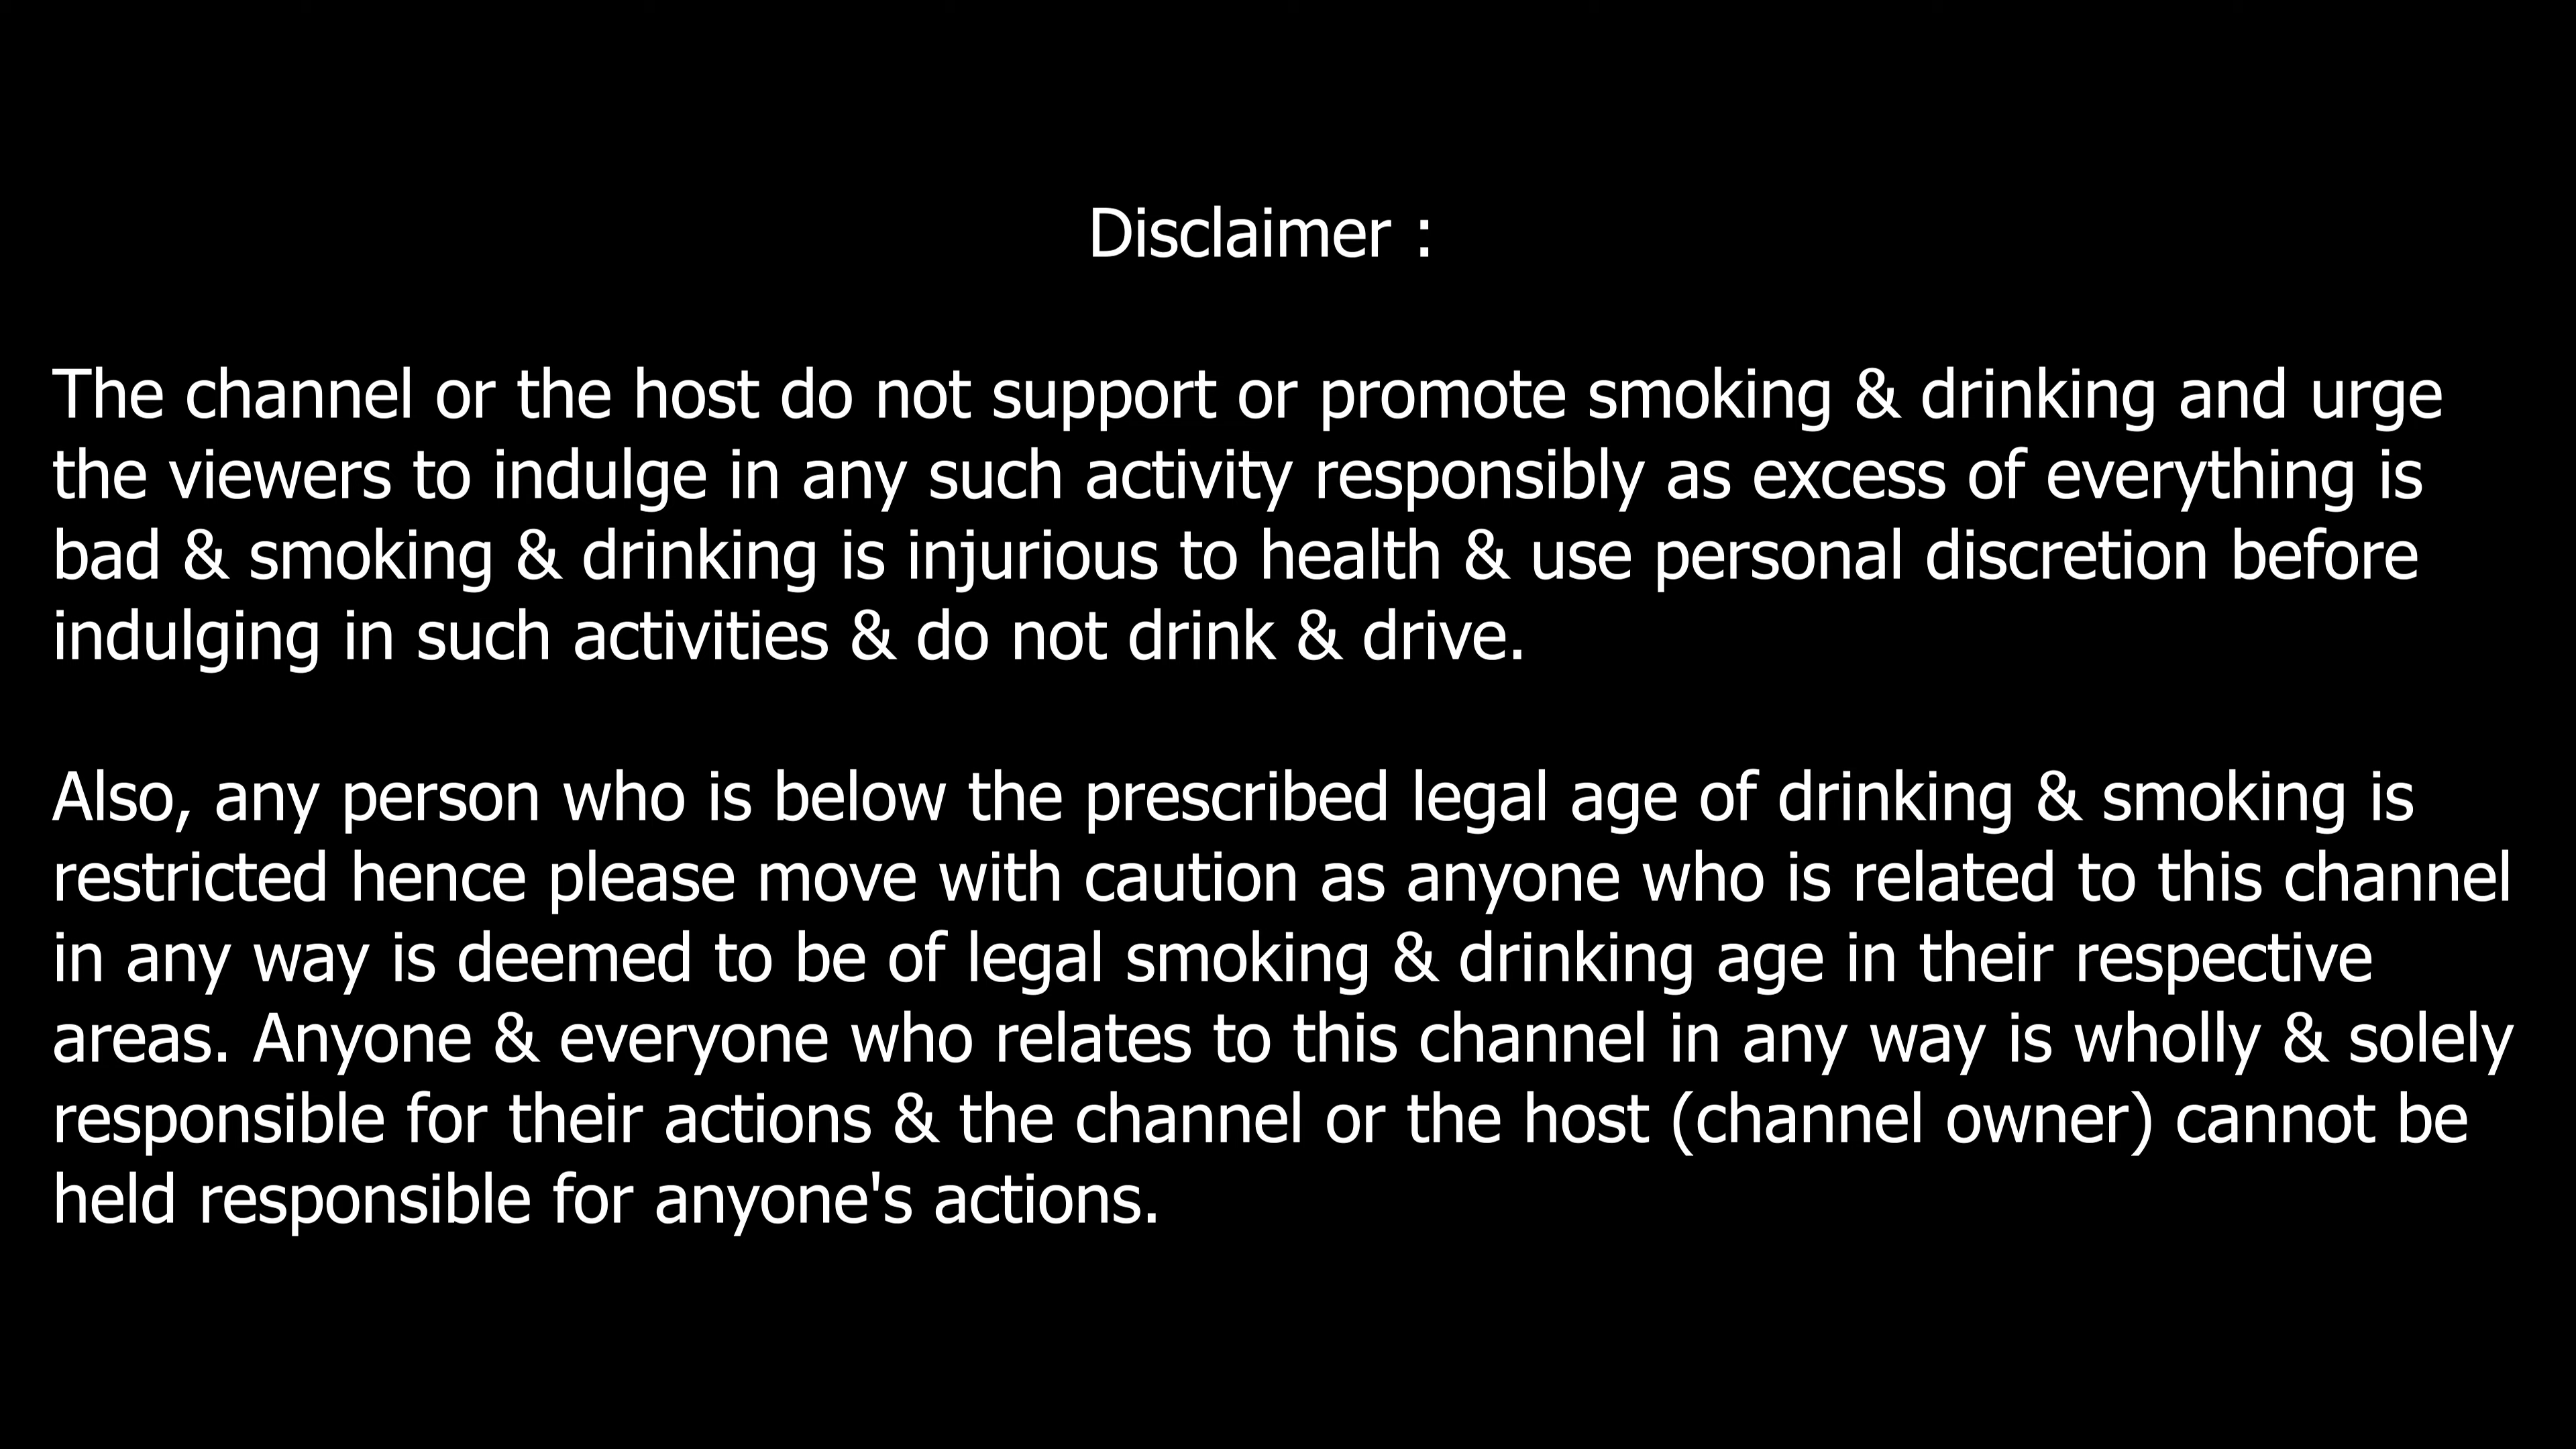 Disclaimer :
The channel or the host do not support or promote smoking & drinking and urge
the viewers to indulge in any such activity responsibly as excess of everything is
bad & smoking & drinking is injurious to health & use personal discretion before
indulging in such activities & do not drink & drive.
Also, any person who is below the prescribed legal age of drinking & smoking is
restricted hence please move with caution as anyone who is related to this channel
in any way is deemed to be of legal smoking & drinking age in their respective
areas. Anyone & everyone who relates to this channel in any way is wholly & solely
responsible for their actions & the channel or the host (channel owner) cannot be
held responsible for anyone's actions.